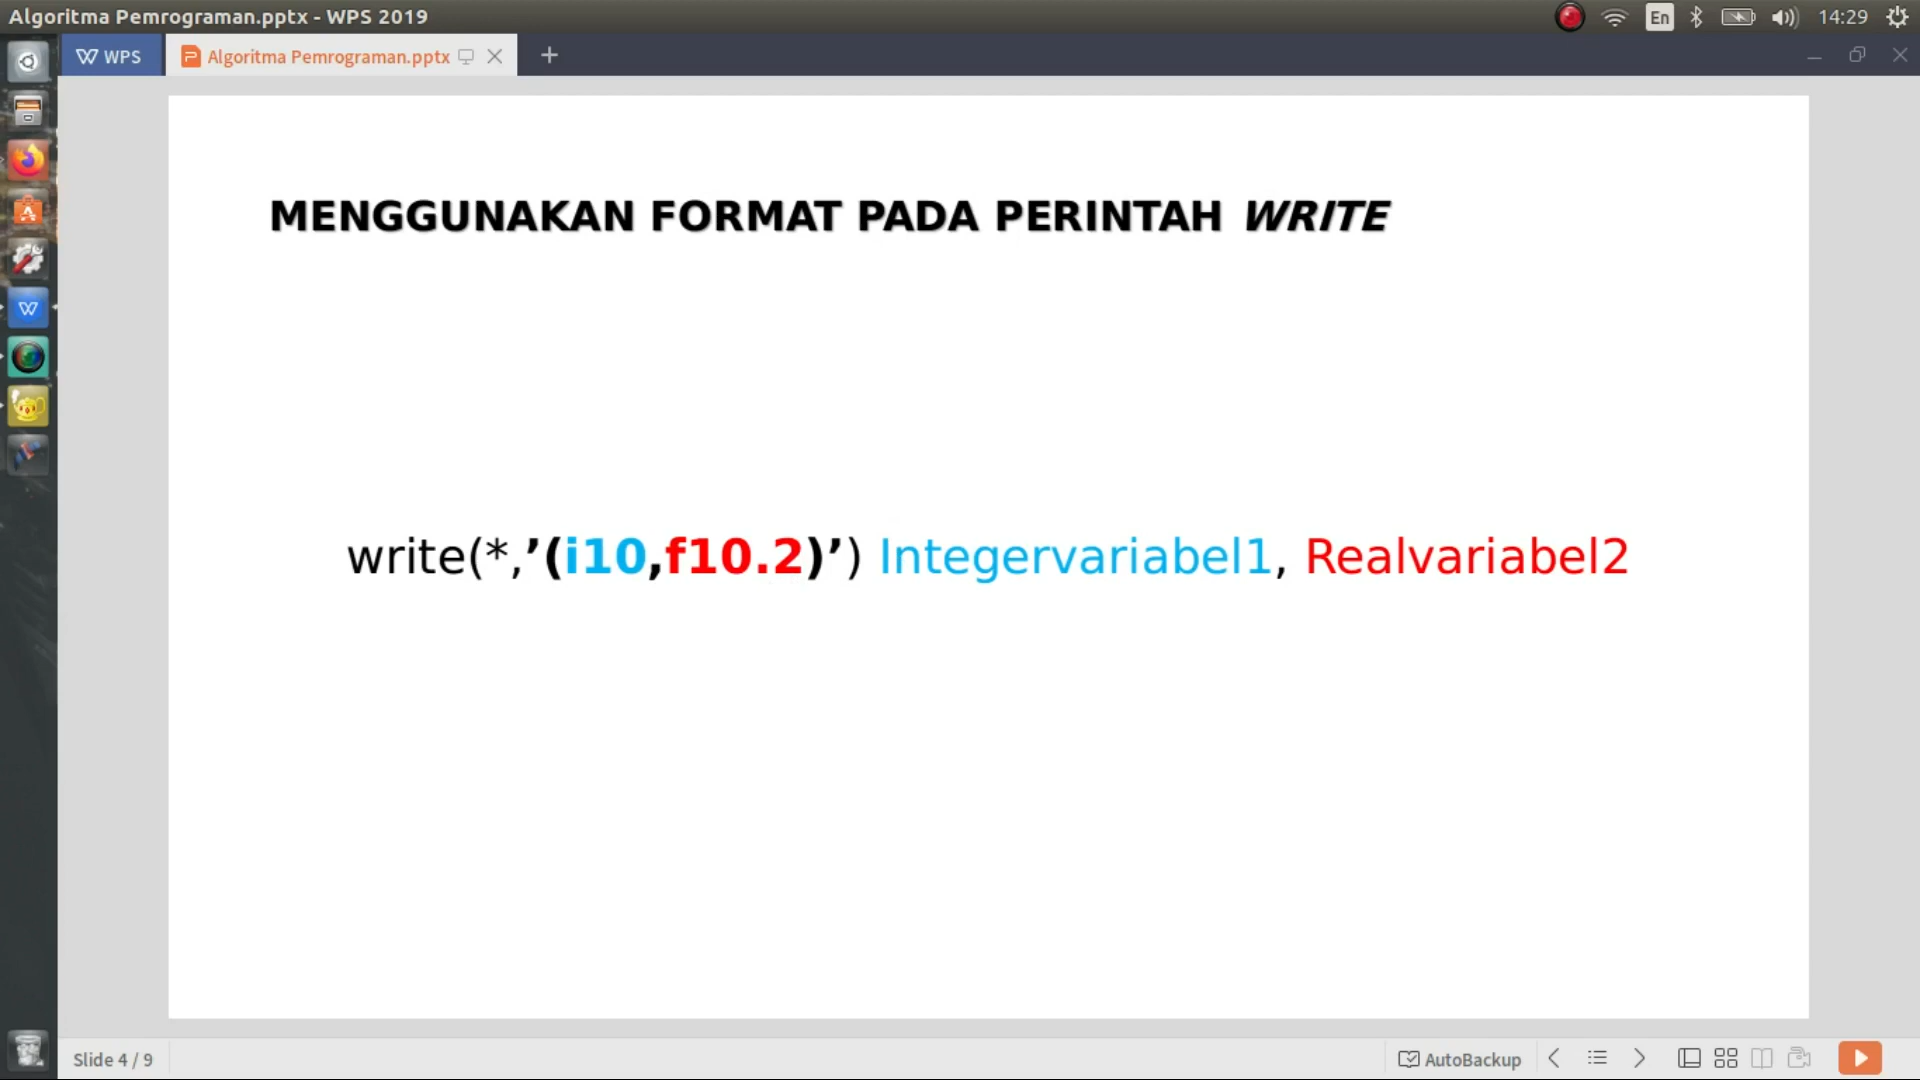 Algoritma Pemrograman.pptx - WPS 2019
En
14:29
WPS
Algoritma Pemrograman.pptx
MENGGUNAKAN FORMAT PADA PERINTAH WRITE
write(*,’(i10,f10.2)’) Integervariabel1, Realvariabel2
Slide 4 / 9
AutoBackup